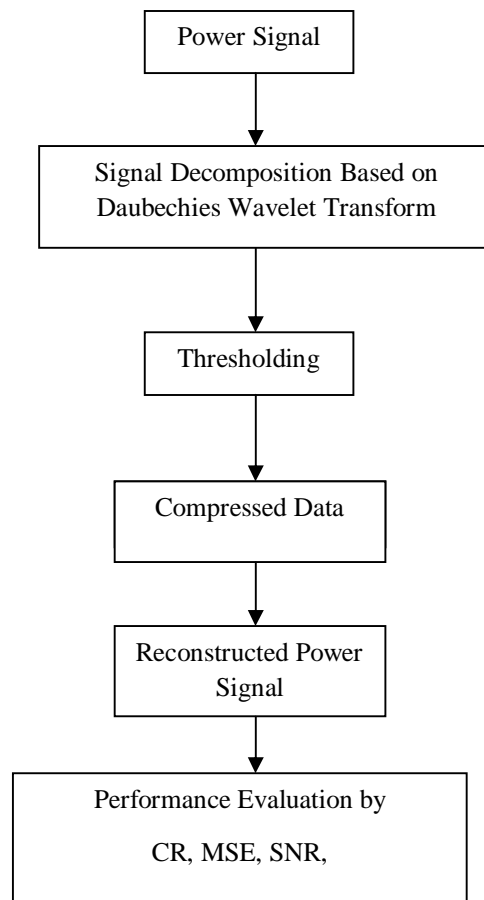 Power Signal
Signal Decomposition Based on
Daubechies Wavelet Transform
Thresholding
Compressed Data
Reconstructed Power
Signal
Performance Evaluation by
CR, MSE, SNR,